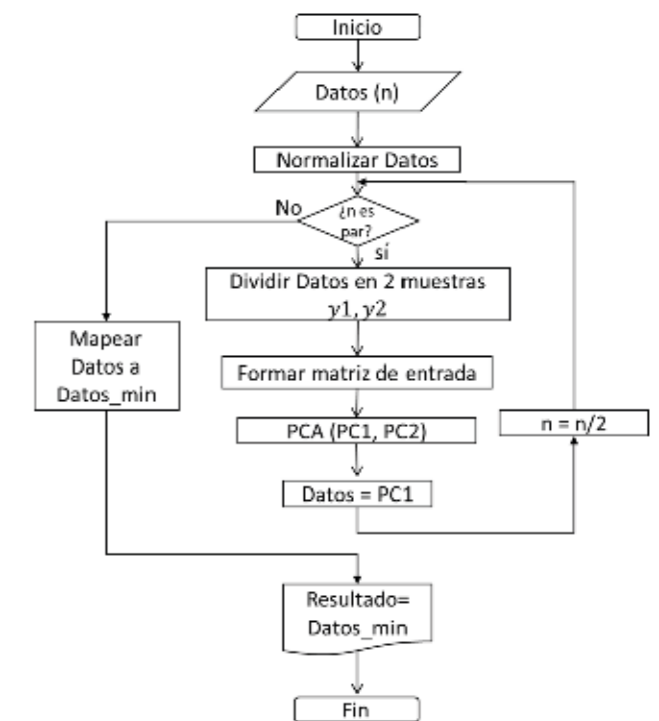 Inicio
Datos (n)
Normalizar Datos
No
¿n es
par?
sí
Dividir Datos en 2 muestras
y1, y2
Mapear
Datos a
Datos_min
Formar matriz de entrada
PCA (PC1, PC2)
n = n/2
Datos = PC1
Resultado=
Datos_min
Fin